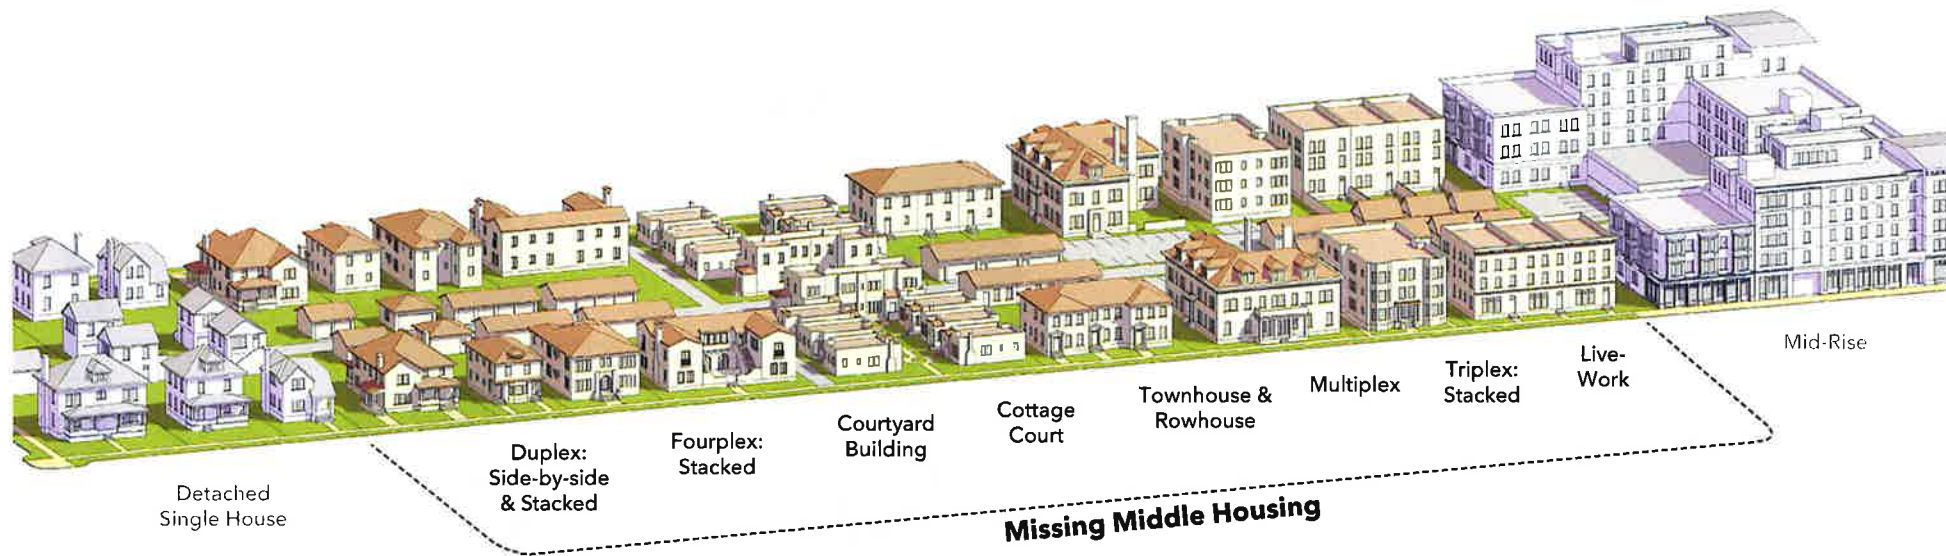 Detached
Single House
Duplex:
Side-by-side
& Stacked
Fourplex:
Stacked
Courtyard
Building
Cottage
Court
Townhouse &
Rowhouse
Multiplex
Triplex:
Stacked
Live-
Work
Mid-Rise
Missing Middle Housing